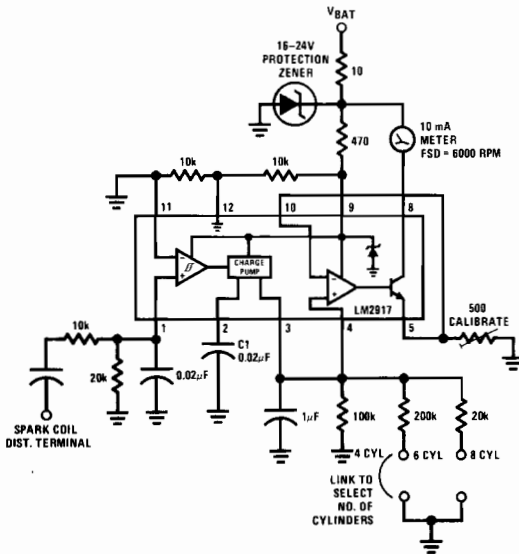 VBAT
16–24V
PROTECTION
ZENER
10
10 mA
METER
FSD = 6000 RPM
470
10k
10k
11
12
10
9
8
CHARGE
PUMP
LM2917
1
2
3
4
5
500
CALIBRATE
10k
20k
0.02µF
C1
0.02µF
1µF
100k
200k
20k
4 CYL
6 CYL
8 CYL
SPARK COIL
DIST. TERMINAL
LINK TO
SELECT
NO. OF
CYLINDERS